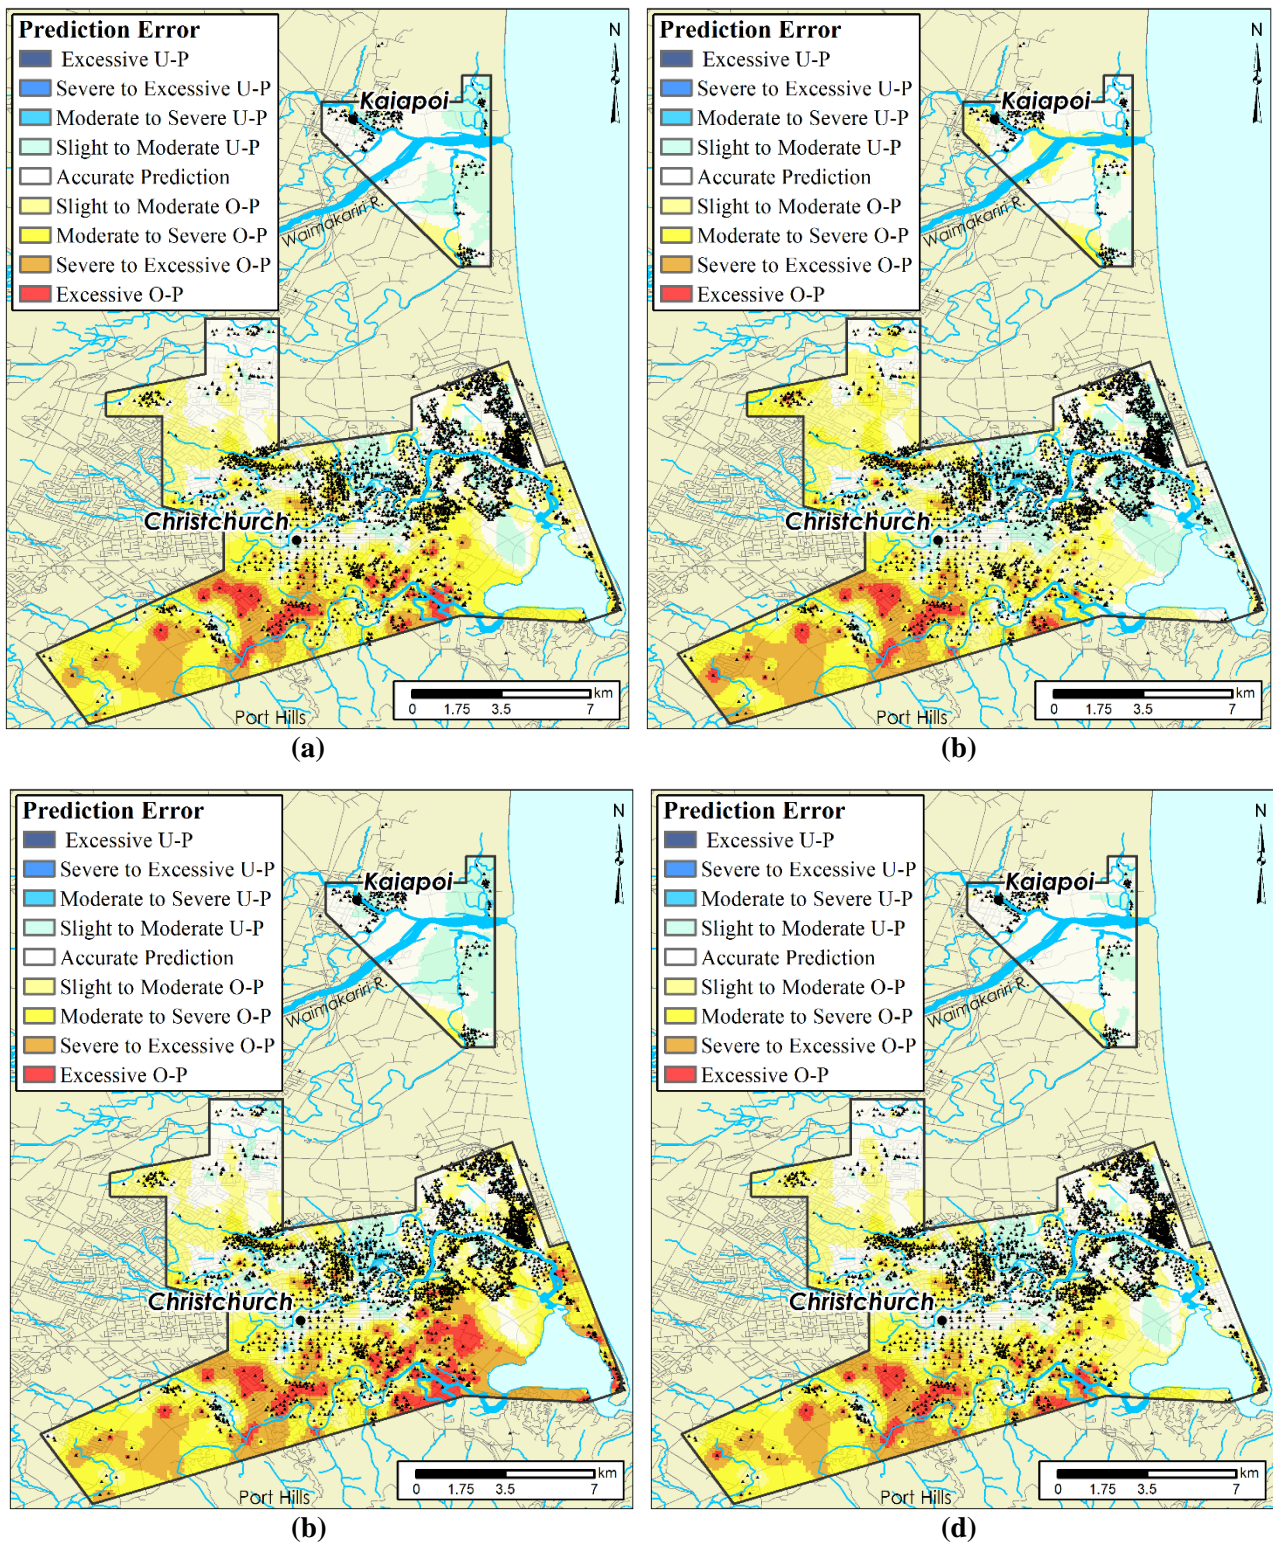 Prediction Error
Excessive U-P
Severe to Excessive U-P
Moderate to Severe U-P
Slight to Moderate U-P
Accurate Prediction
Slight to Moderate O-P
Moderate to Severe O-P
Severe to Excessive O-P
Excessive O-P
N
Kaiapoi
Waimakariri R.
Christchurch
km
0 1.75 3.5 7
Port Hills
(a)
Prediction Error
Excessive U-P
Severe to Excessive U-P
Moderate to Severe U-P
Slight to Moderate U-P
Accurate Prediction
Slight to Moderate O-P
Moderate to Severe O-P
Severe to Excessive O-P
Excessive O-P
N
Kaiapoi
Waimakariri R.
Christchurch
km
0 1.75 3.5 7
Port Hills
(b)
Prediction Error
Excessive U-P
Severe to Excessive U-P
Moderate to Severe U-P
Slight to Moderate U-P
Accurate Prediction
Slight to Moderate O-P
Moderate to Severe O-P
Severe to Excessive O-P
Excessive O-P
N
Kaiapoi
Waimakariri R.
Christchurch
km
0 1.75 3.5 7
Port Hills
(b)
Prediction Error
Excessive U-P
Severe to Excessive U-P
Moderate to Severe U-P
Slight to Moderate U-P
Accurate Prediction
Slight to Moderate O-P
Moderate to Severe O-P
Severe to Excessive O-P
Excessive O-P
N
Kaiapoi
Waimakariri R.
Christchurch
km
0 1.75 3.5 7
Port Hills
(d)